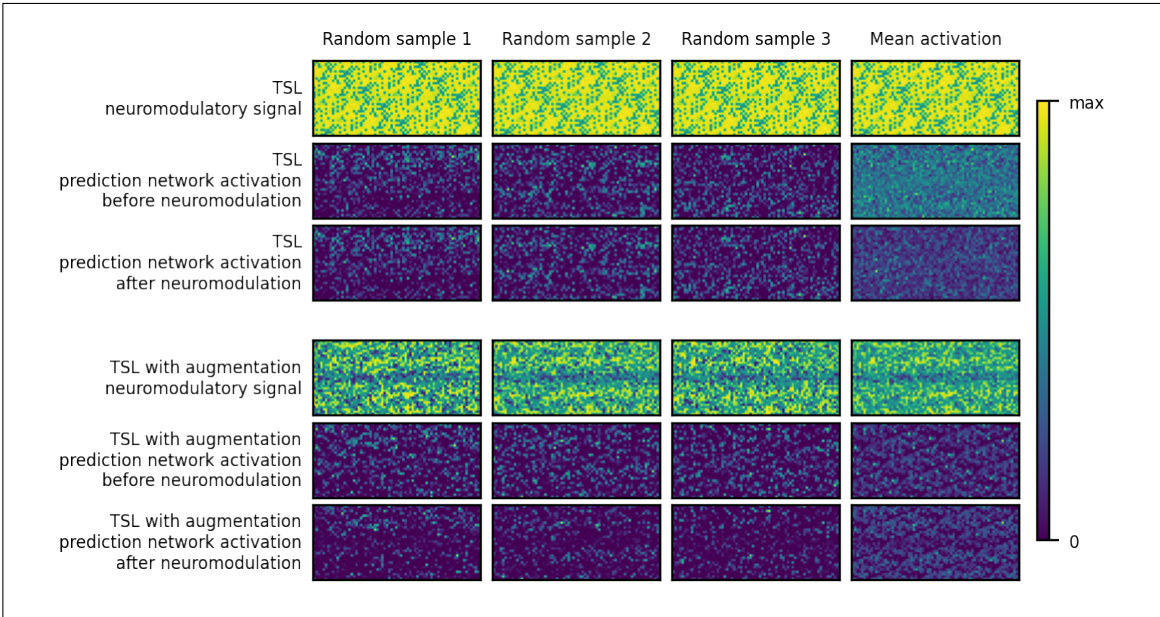 Random sample 1
Random sample 2
Random sample 3
Mean activation
TSL
neuromodulatory signal
TSL
prediction network activation
before neuromodulation
TSL
prediction network activation
after neuromodulation
TSL with augmentation
neuromodulatory signal
TSL with augmentation
prediction network activation
before neuromodulation
TSL with augmentation
prediction network activation
after neuromodulation
max
0